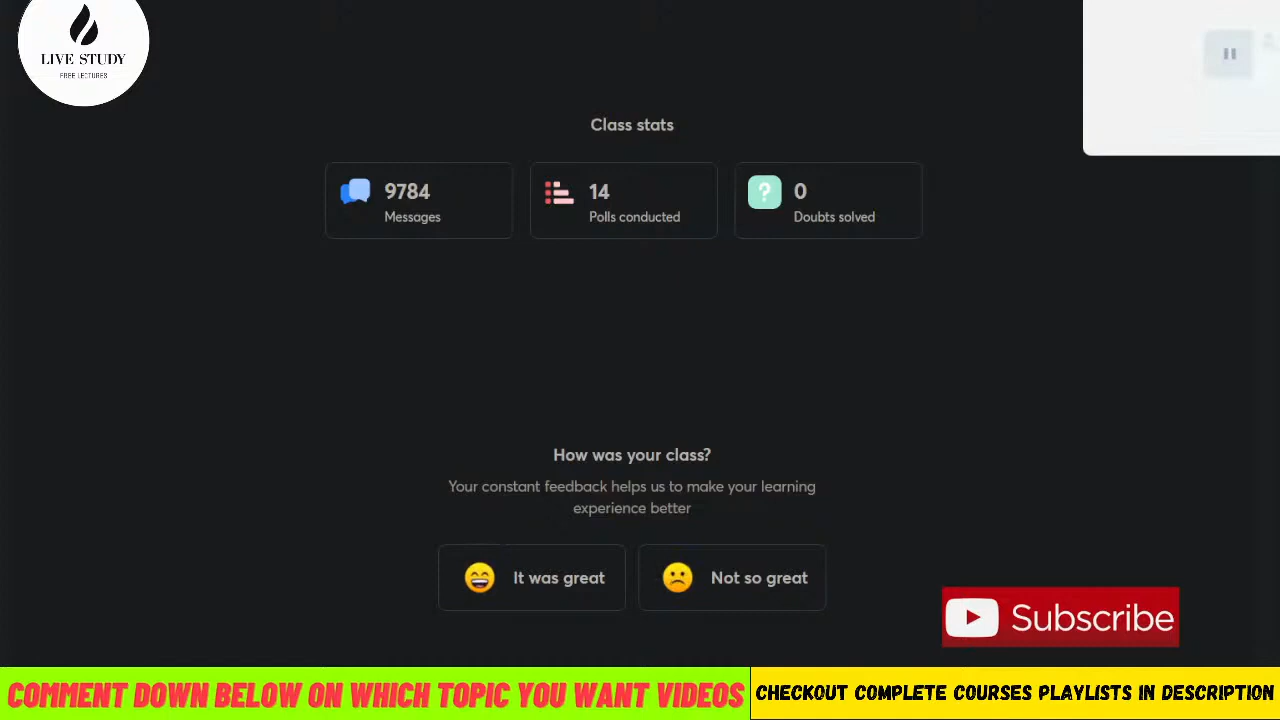 LIVE STUDY
FREE LECTURES
Class stats
9784
Messages
14
Polls conducted
0
Doubts solved
How was your class?
Your constant feedback helps us to make your learning
experience better
It was great
Not so great
Subscribe
COMMENT DOWN BELOW ON WHICH TOPIC YOU WANT VIDEOS
CHECKOUT COMPLETE COURSES PLAYLISTS IN DESCRIPTION